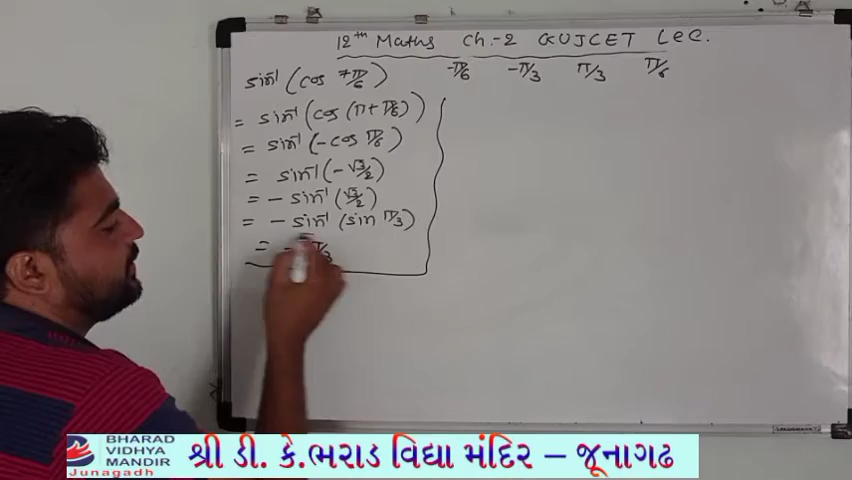 12th Maths Ch.-2 GUJCET Lec.
sin⁻¹ (cos 7π/6) -π/6 -π/3 π/3 π/6
= sin⁻¹ (cos (π + π/6))
= sin⁻¹ (-cos π/6)
= sin⁻¹ (-√3/2)
= - sin⁻¹ (√3/2)
= - sin⁻¹ (sin π/3)
= - π/3
BHARAD
VIDHYA
MANDIR
Junagadh
શ્રી ડી. કે.ભરાડ વિદ્યા મંદિર – જૂનાગઢ